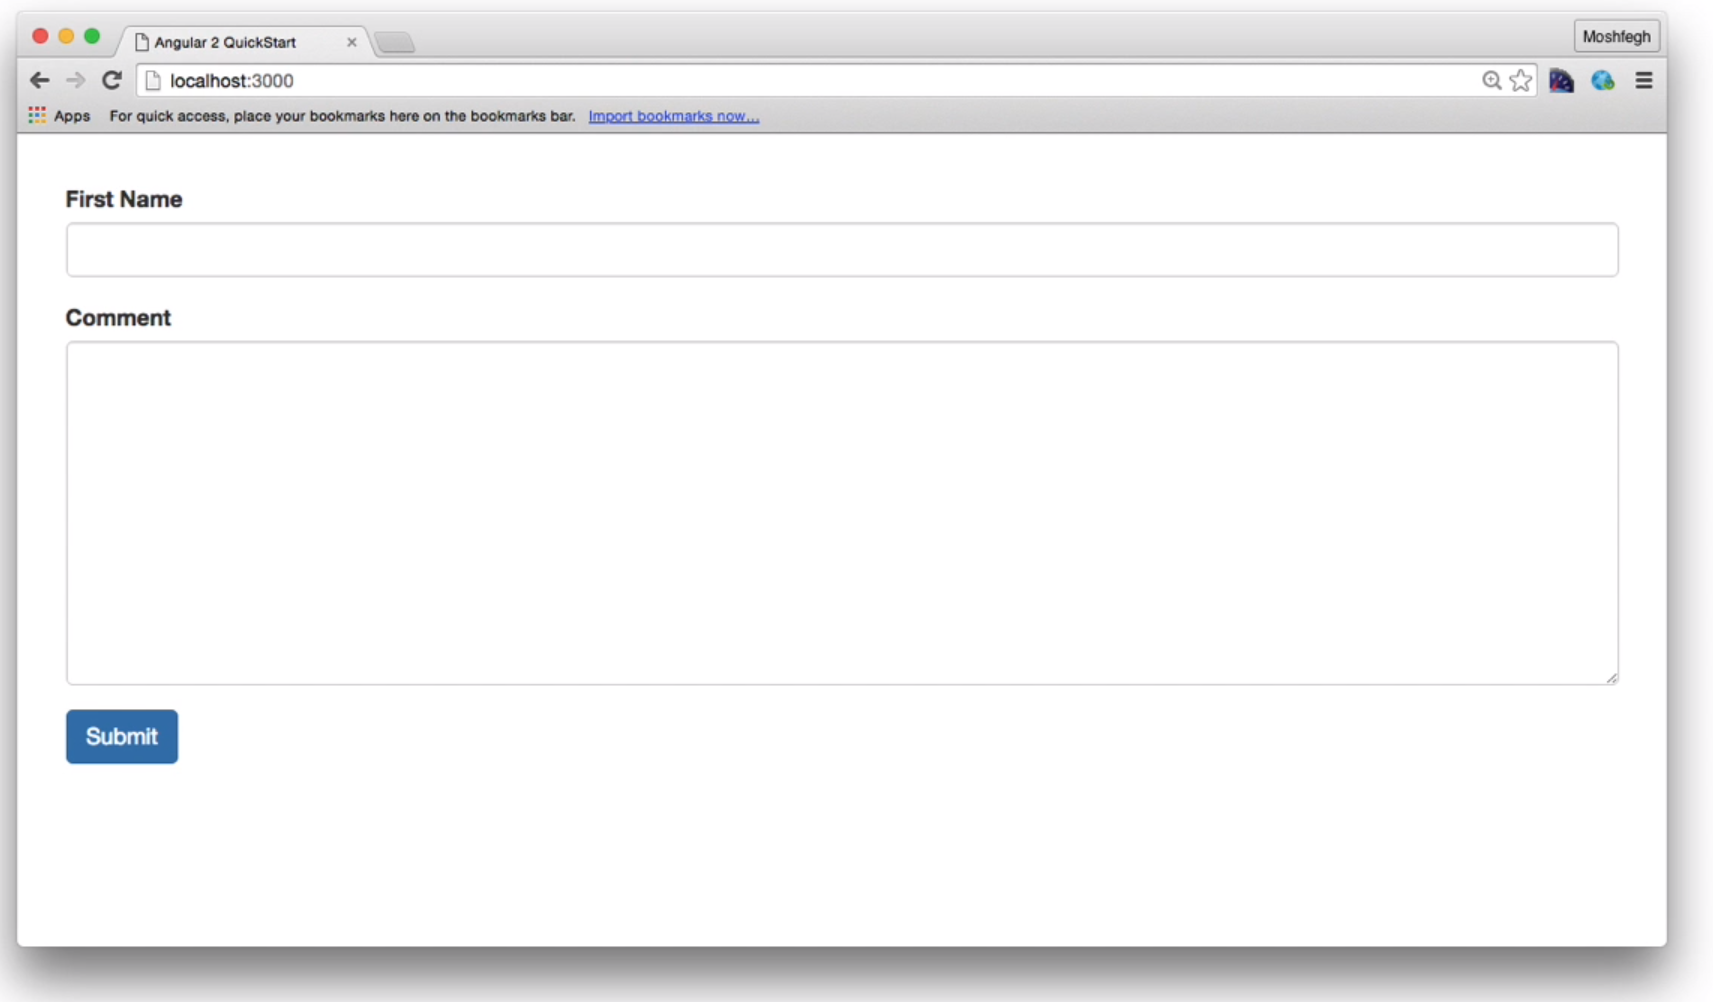 Angular 2 QuickStart
Moshfegh
localhost:3000
Apps For quick access, place your bookmarks here on the bookmarks bar. Import bookmarks now...
First Name
Comment
Submit